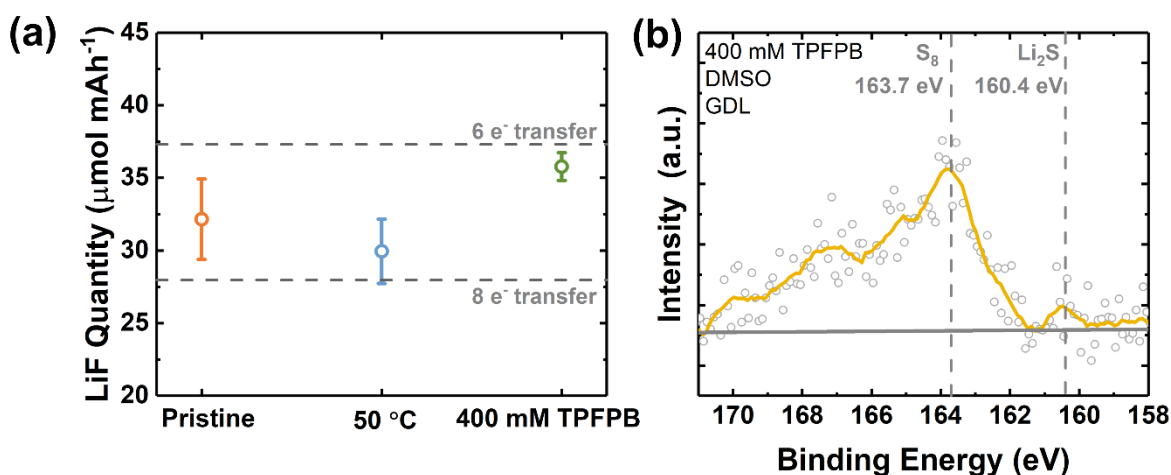 (a)
LiF Quantity (μmol mAh⁻¹)
45
40
35
30
25
20
6 e⁻ transfer
8 e⁻ transfer
Pristine
50 °C
400 mM TPFPB
(b)
Intensity (a.u.)
400 mM TPFPB
DMSO
GDL
S₈
163.7 eV
Li₂S
160.4 eV
170 168 166 164 162 160 158
Binding Energy (eV)